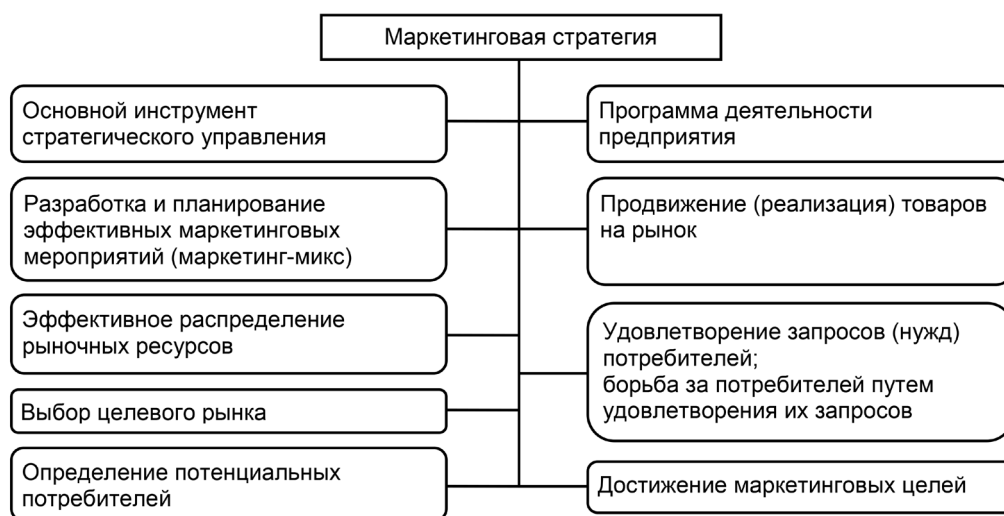 Маркетинговая стратегия
Основной инструмент
стратегического управления
Разработка и планирование
эффективных маркетинговых
мероприятий (маркетинг-микс)
Эффективное распределение
рыночных ресурсов
Выбор целевого рынка
Определение потенциальных
потребителей
Программа деятельности
предприятия
Продвижение (реализация) товаров
на рынок
Удовлетворение запросов (нужд)
потребителей;
борьба за потребителей путем
удовлетворения их запросов
Достижение маркетинговых целей